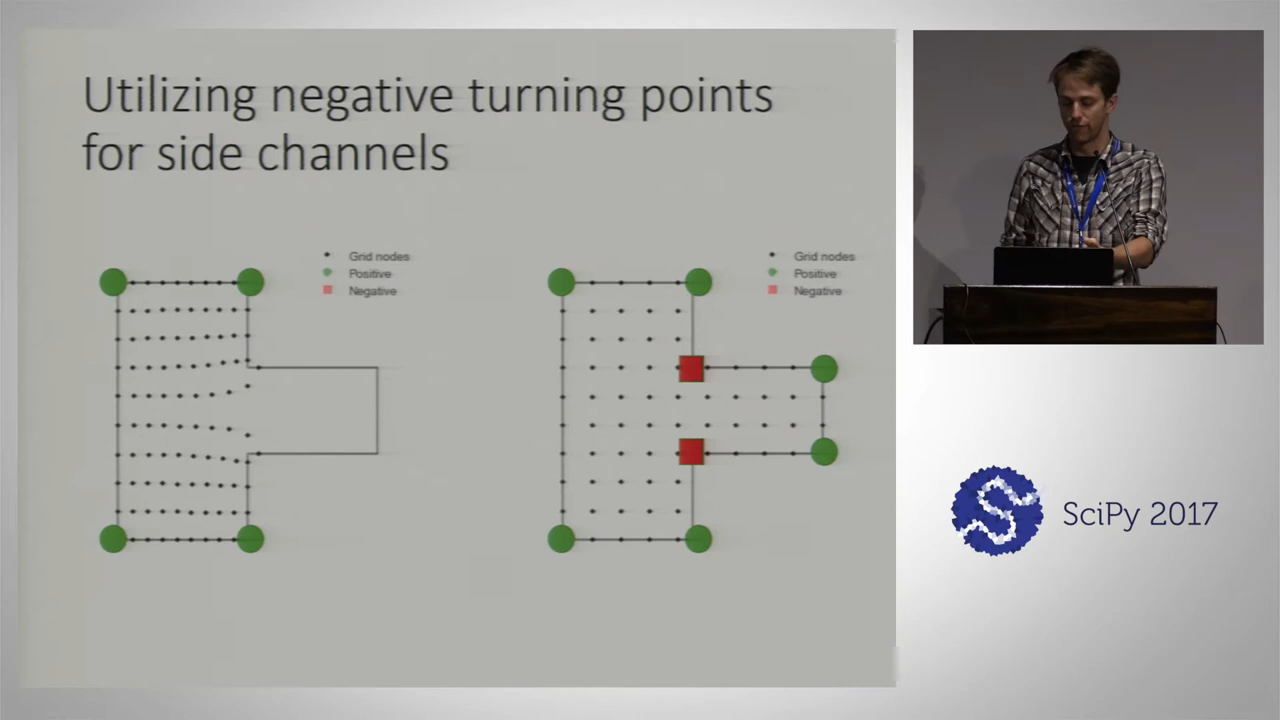 Utilizing negative turning points
for side channels
Grid nodes
Positive
Negative
Grid nodes
Positive
Negative
SciPy 2017